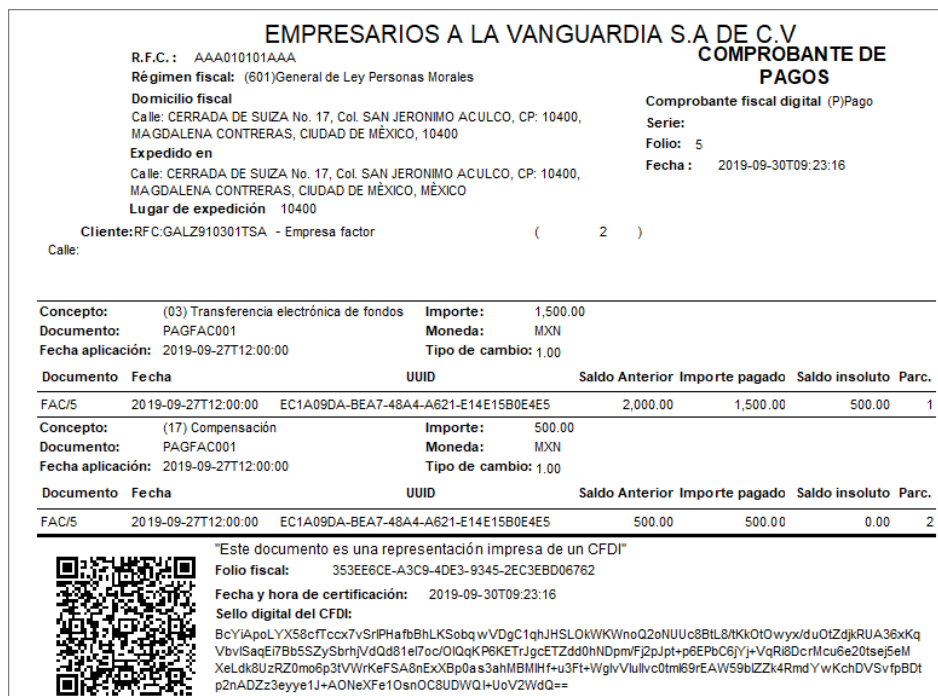 EMPRESARIOS A LA VANGUARDIA S.A DE C.V
R.F.C. : AAA010101AAA
COMPROBANTE DE PAGOS
Régimen fiscal: (601)General de Ley Personas Morales
Domicilio fiscal
Comprobante fiscal digital (P)Pago
Calle: CERRADA DE SUIZA No. 17, Col. SAN JERONIMO ACULCO, CP: 10400,
Serie:
MAGDALENA CONTRERAS, CIUDAD DE MÈXICO, 10400
Folio: 5
Expedido en
Fecha : 2019-09-30T09:23:16
Calle: CERRADA DE SUIZA No. 17, Col. SAN JERONIMO ACULCO, CP: 10400,
MAGDALENA CONTRERAS, CIUDAD DE MÈXICO, MÈXICO
Lugar de expedición 10400
Cliente:RFC:GALZ910301TSA - Empresa factor ( 2 )
Calle:
Concepto: (03) Transferencia electrónica de fondos Importe: 1,500.00
Documento: PAGFAC001 Moneda: MXN
Fecha aplicación: 2019-09-27T12:00:00 Tipo de cambio: 1.00
Documento Fecha UUID Saldo Anterior Importe pagado Saldo insoluto Parc.
FAC/5 2019-09-27T12:00:00 EC1A09DA-BEA7-48A4-A621-E14E15B0E4E5 2,000.00 1,500.00 500.00 1
Concepto: (17) Compensación Importe: 500.00
Documento: PAGFAC001 Moneda: MXN
Fecha aplicación: 2019-09-27T12:00:00 Tipo de cambio: 1.00
Documento Fecha UUID Saldo Anterior Importe pagado Saldo insoluto Parc.
FAC/5 2019-09-27T12:00:00 EC1A09DA-BEA7-48A4-A621-E14E15B0E4E5 500.00 500.00 0.00 2
"Este documento es una representación impresa de un CFDI"
Folio fiscal: 353EE6CE-A3C9-4DE3-9345-2EC3EBD06762
Fecha y hora de certificación: 2019-09-30T09:23:16
Sello digital del CFDI: